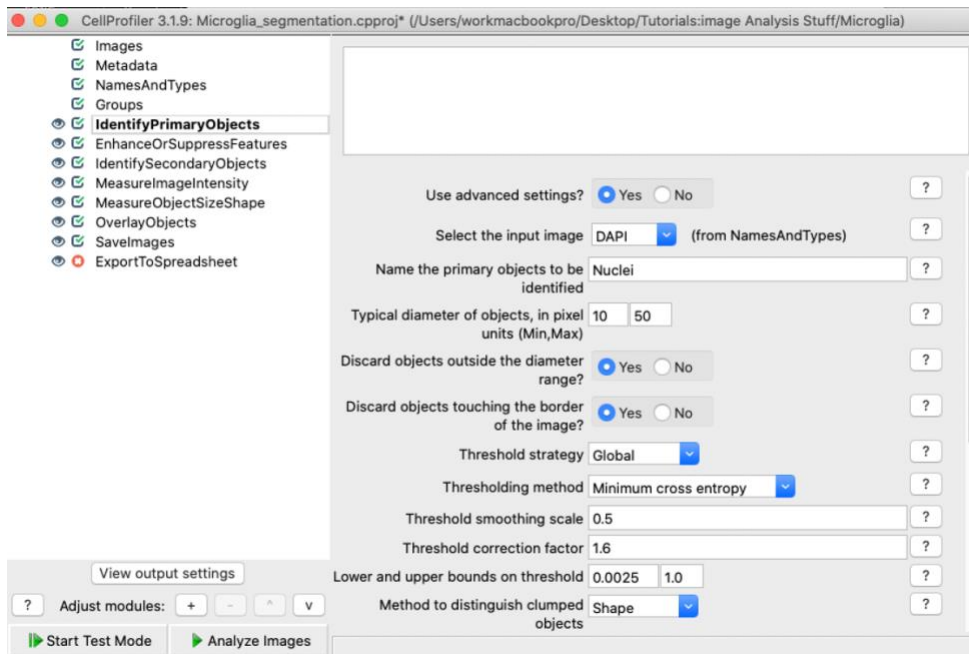 CellProfiler 3.1.9: Microglia_segmentation.cpproj* (/Users/workmacbookpro/Desktop/Tutorials:image Analysis Stuff/Microglia)
Images
Metadata
NamesAndTypes
Groups
IdentifyPrimaryObjects
EnhanceOrSuppressFeatures
IdentifySecondaryObjects
MeasureImageIntensity
MeasureObjectSizeShape
OverlayObjects
SaveImages
ExportToSpreadsheet
View output settings
? Adjust modules: + - ^ v
Start Test Mode Analyze Images
Use advanced settings? Yes No ?
Select the input image DAPI (from NamesAndTypes) ?
Name the primary objects to be Nuclei ?
identified
Typical diameter of objects, in pixel 10 50 ?
units (Min,Max)
Discard objects outside the diameter Yes No ?
range?
Discard objects touching the border Yes No ?
of the image?
Threshold strategy Global ?
Thresholding method Minimum cross entropy ?
Threshold smoothing scale 0.5 ?
Threshold correction factor 1.6 ?
Lower and upper bounds on threshold 0.0025 1.0 ?
Method to distinguish clumped Shape ?
objects